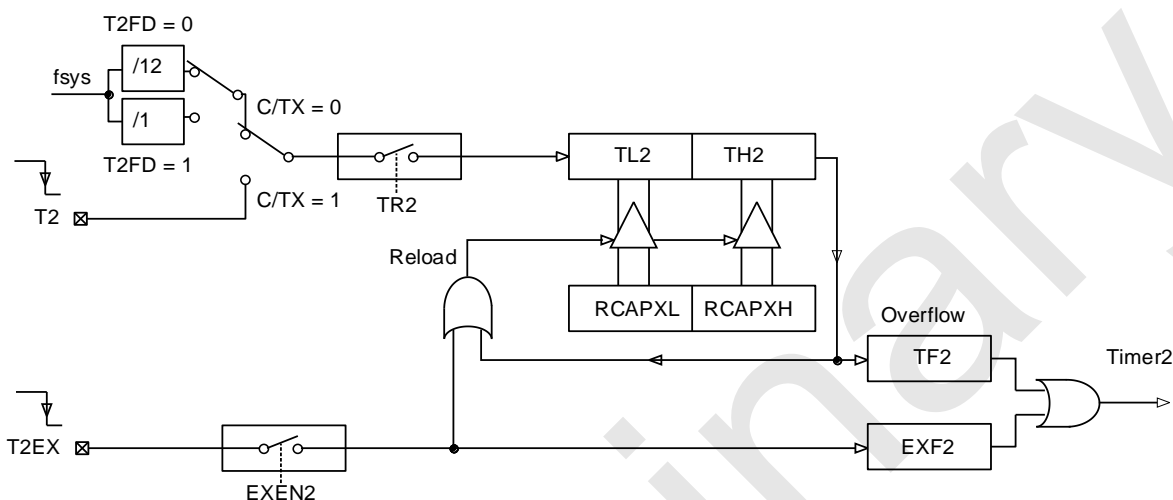 T2FD = 0
/12
fsys
C/TX = 0
/1
T2FD = 1
TL2 TH2
T2
C/TX = 1
TR2
Reload
RCAPXL RCAPXH
Overflow
TF2
Timer2
T2EX
EXF2
EXEN2
inary